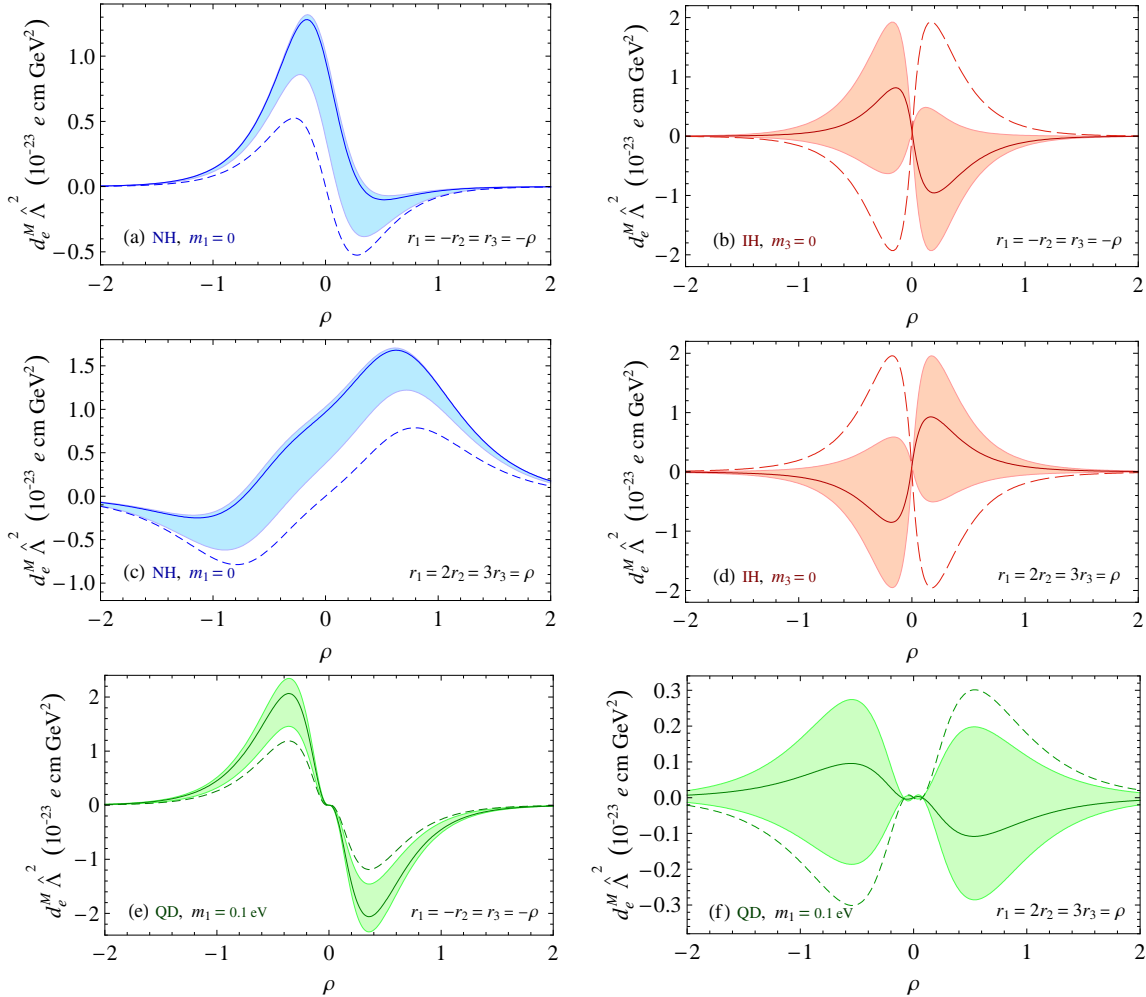 1.0
0.5
0.0
−0.5
d_e^M Λ̂^2 (10^−23 e cm GeV^2)
(a) NH, m_1 = 0
r_1 = −r_2 = r_3 = −ρ
−2 −1 0 1 2
ρ
2
1
0
−1
−2
d_e^M Λ̂^2 (10^−23 e cm GeV^2)
(b) IH, m_3 = 0
r_1 = −r_2 = r_3 = −ρ
−2 −1 0 1 2
ρ
1.5
1.0
0.5
0.0
−0.5
−1.0
d_e^M Λ̂^2 (10^−23 e cm GeV^2)
(c) NH, m_1 = 0
r_1 = 2r_2 = 3r_3 = ρ
−2 −1 0 1 2
ρ
2
1
0
−1
−2
d_e^M Λ̂^2 (10^−23 e cm GeV^2)
(d) IH, m_3 = 0
r_1 = 2r_2 = 3r_3 = ρ
−2 −1 0 1 2
ρ
2
1
0
−1
−2
d_e^M Λ̂^2 (10^−23 e cm GeV^2)
(e) QD, m_1 = 0.1 eV
r_1 = −r_2 = r_3 = −ρ
−2 −1 0 1 2
ρ
0.3
0.2
0.1
0.0
−0.1
−0.2
−0.3
d_e^M Λ̂^2 (10^−23 e cm GeV^2)
(f) QD, m_1 = 0.1 eV
r_1 = 2r_2 = 3r_3 = ρ
−2 −1 0 1 2
ρ